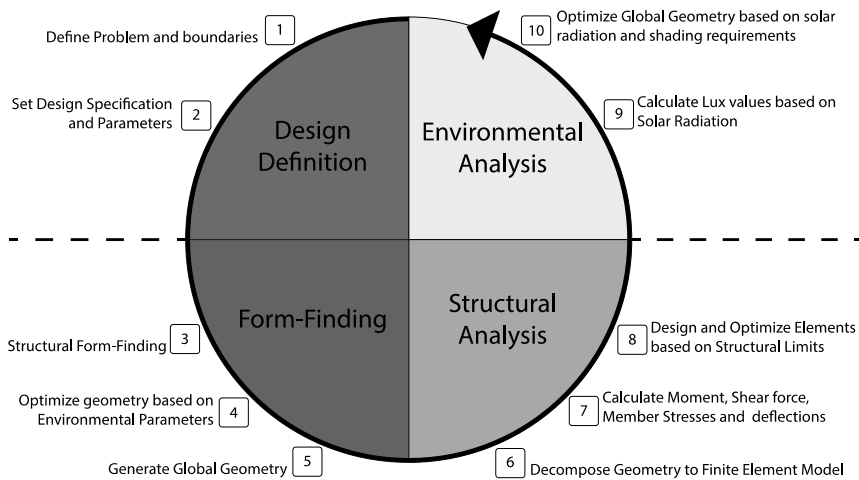 1
Define Problem and boundaries
2
Set Design Specification
and Parameters
Design
Definition
3
Structural Form-Finding
4
Optimize geometry based on
Environmental Parameters
5
Generate Global Geometry
Form-Finding
6
Decompose Geometry to Finite Element Model
7
Calculate Moment, Shear force,
Member Stresses and deflections
8
Design and Optimize Elements
based on Structural Limits
Structural
Analysis
9
Calculate Lux values based on
Solar Radiation
10
Optimize Global Geometry based on solar
radiation and shading requirements
Environmental
Analysis